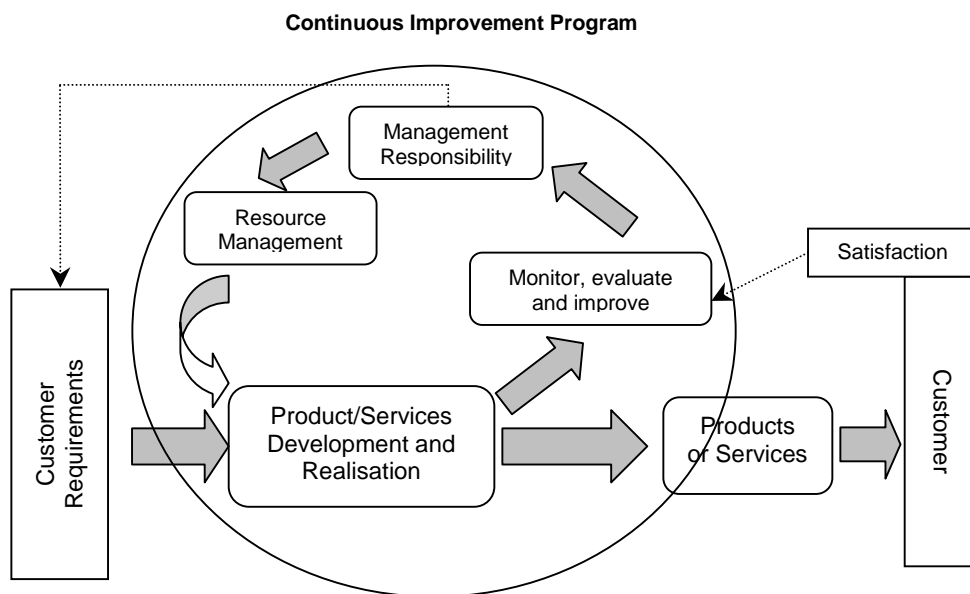 Continuous Improvement Program
Management
Responsibility
Resource
Management
Satisfaction
Monitor, evaluate
and improve
Customer
Requirements
Product/Services
Development and
Realisation
Products
or Services
Customer